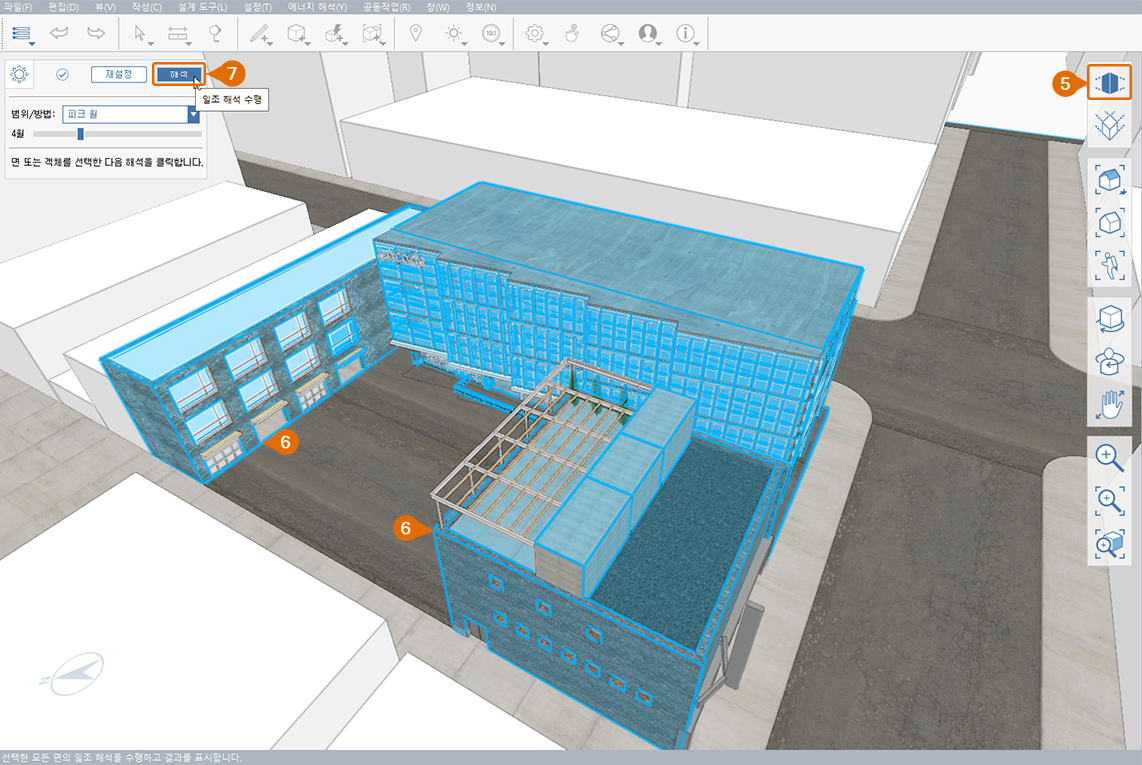 파일(F) 편집(D) 뷰(V) 작성(C) 설계 도구(L) 설정(T) 에너지 해석(Y) 공동작업(R) 창(W) 정보(N)
19.1
재설정 해석 7
일조 해석 수행
5
범위/방법: 피크 월
4월
면 또는 객체를 선택한 다음 해석을 클릭합니다.
6
6
N
선택한 모든 면의 일조 해석을 수행하고 결과를 표시합니다.